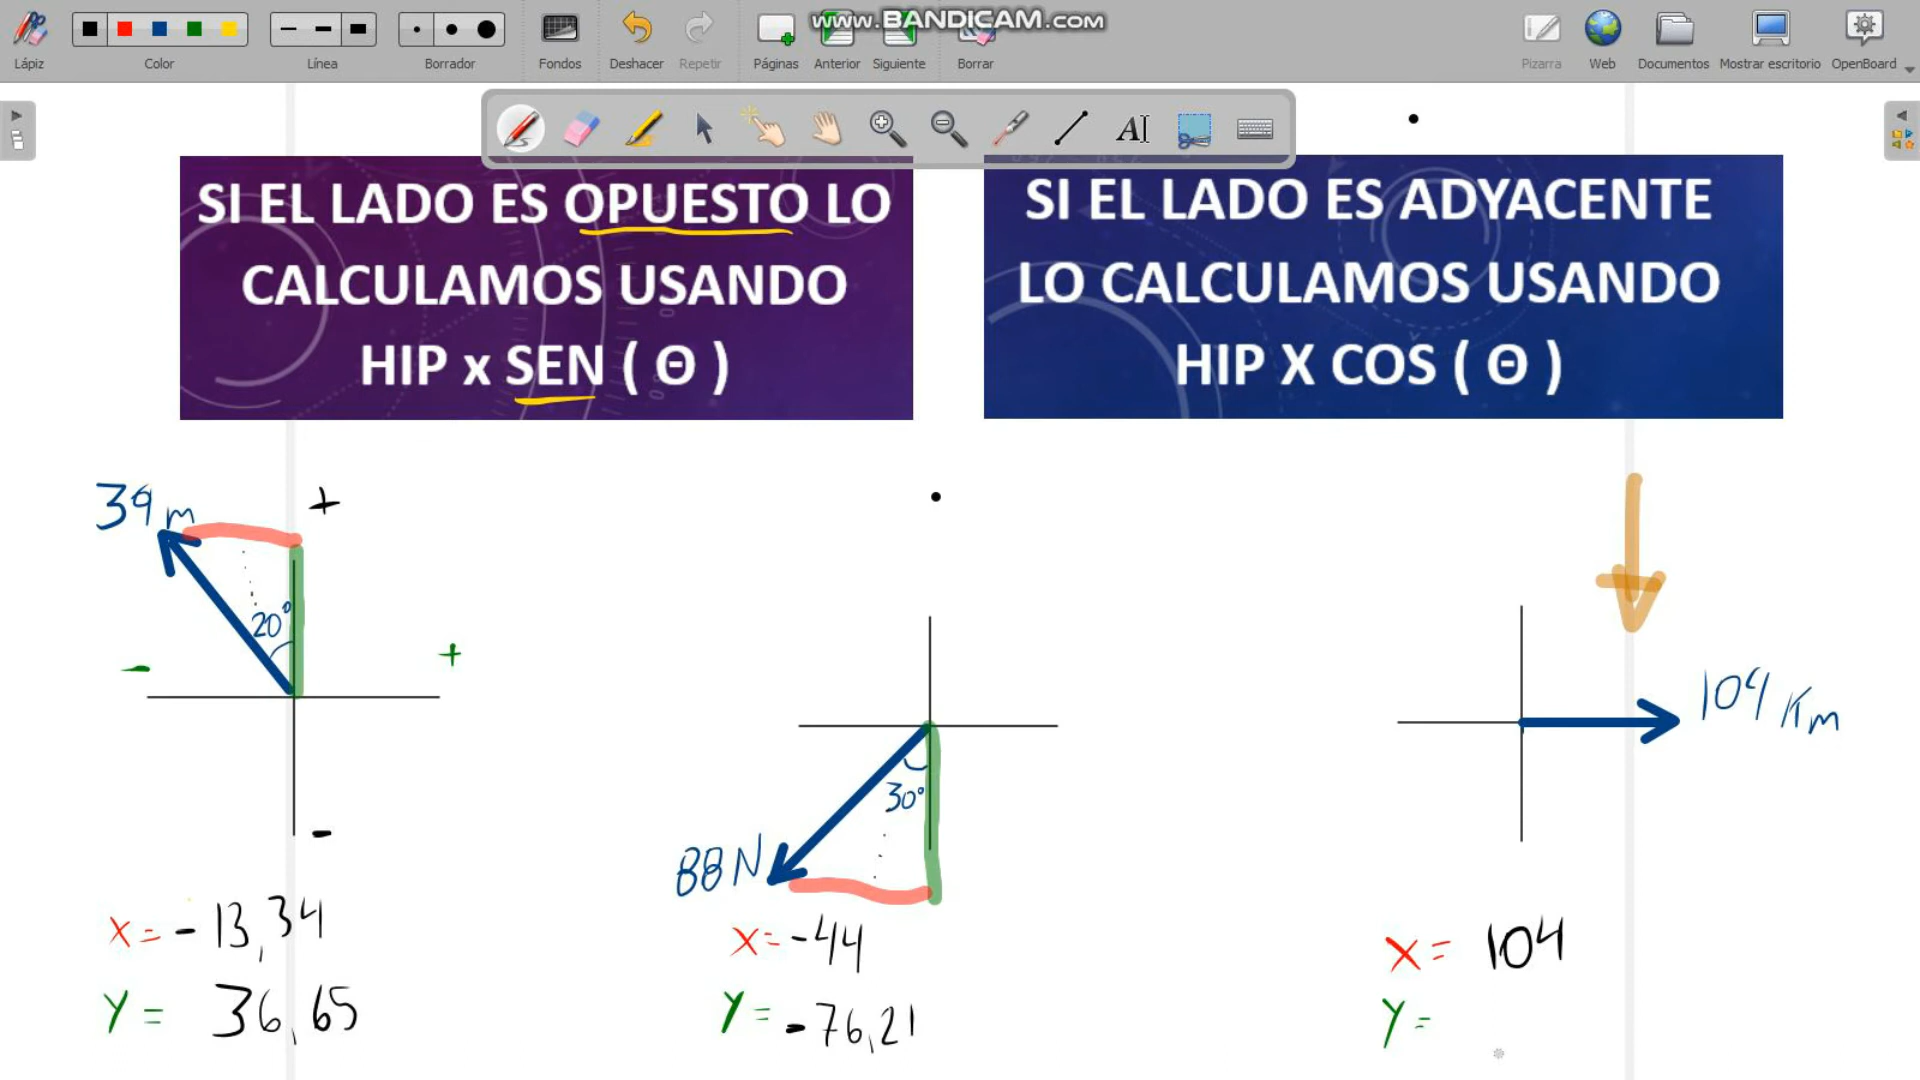 www.BANDICAM.com
Lápiz
Color
Línea
Borrador
Fondos
Deshacer
Repetir
Páginas
Anterior
Siguiente
Borrar
Pizarra
Web
Documentos
Mostrar escritorio
OpenBoard
SI EL LADO ES OPUESTO LO
CALCULAMOS USANDO
HIP x SEN ( Θ )
SI EL LADO ES ADYACENTE
LO CALCULAMOS USANDO
HIP X COS ( Θ )
39 m
+
20°
-
+
-
x = - 13,34
Y = 36,65
30°
88 N
x = -44
Y = -76,21
104 Km
x = 104
Y =